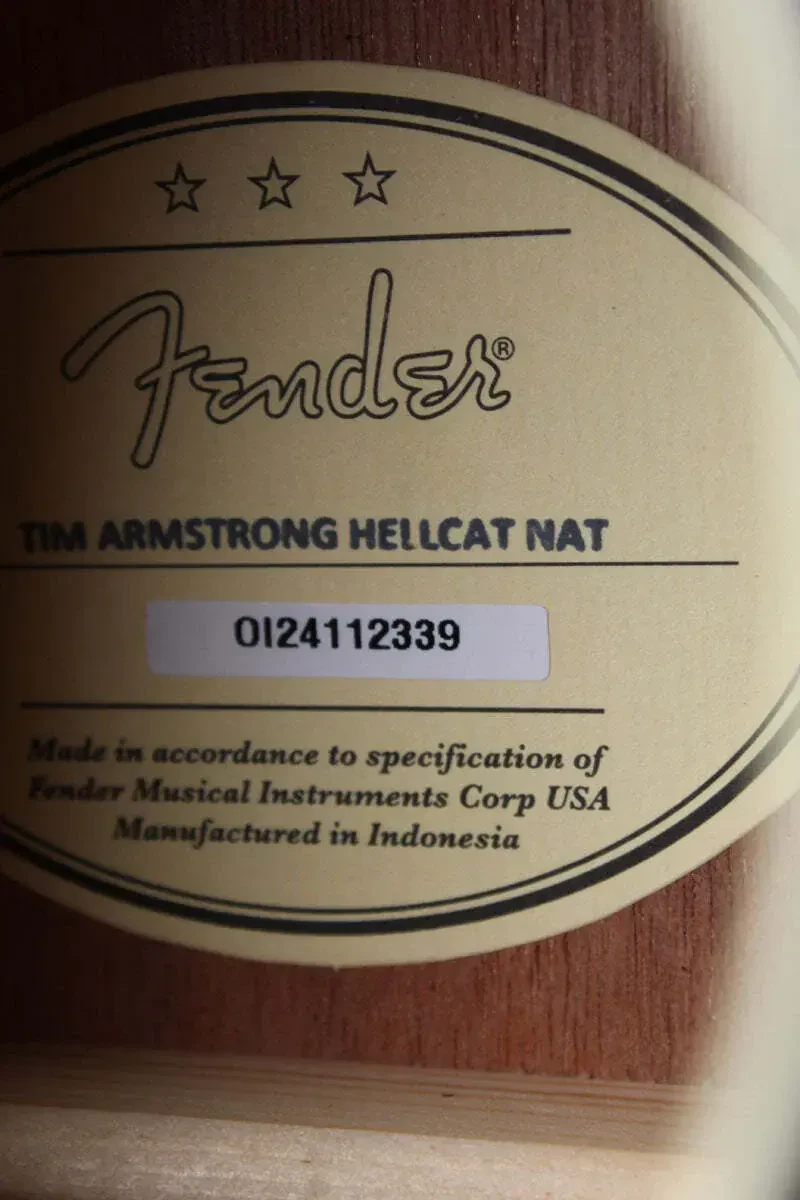 Fender®
TIM ARMSTRONG HELLCAT NAT
OI24112339
Made in accordance to specification of
Fender Musical Instruments Corp USA
Manufactured in Indonesia